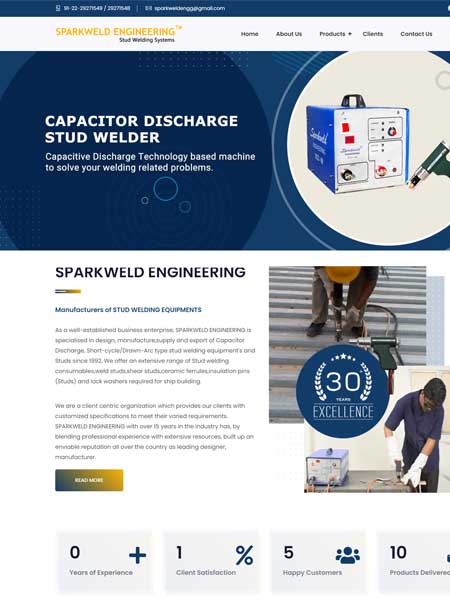 91-22-29271549 / 29271548 | sparkweldengg@gmail.com
SPARKWELD ENGINEERING™
Stud Welding Systems
Home About Us Products + Clients Contact Us
CAPACITOR DISCHARGE
STUD WELDER
Capacitive Discharge Technology based machine
to solve your welding related problems.
Sparkweld
SPARKWELD ENGINEERING
Manufacturers of STUD WELDING EQUIPMENTS
As a well-established business enterprise, SPARKWELD ENGINEERING is
specialised in design, manufacture,supply and export of Capacitor
Discharge, Short-cycle/Drawn-Arc type stud welding equipment's and
Studs since 1992. We offer an extensive range of Stud welding
consumables;weld studs,shear studs,ceramic ferrules,insulation pins
(Studs) and lock washers required for ship building.
We are a client centric organization which provides our clients with
customized specifications to meet their varied requirements.
SPARKWELD ENGINEERING with over 15 years in the industry has, by
blending professional experience with extensive resources, built up an
enviable reputation all over the country as leading designer,
manufacturer.
READ MORE
30+
YEARS
EXCELLENCE
0 +
Years of Experience
1 %
Client Satisfaction
5
Happy Customers
10
Products Delivered